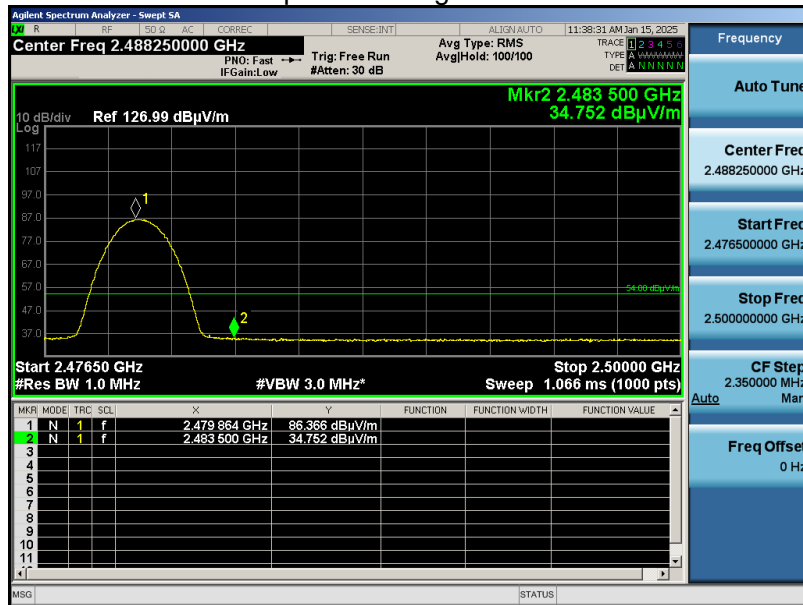 Agilent Spectrum Analyzer - Swept SA
LXI R RF 50 Ω AC CORREC SENSE:INT ALIGN AUTO 11:38:31 AM Jan 15, 2025
Center Freq 2.488250000 GHz
PNO: Fast
IFGain:Low
Trig: Free Run
#Atten: 30 dB
Avg Type: RMS
Avg|Hold: 100/100
TRACE 1 2 3 4 5 6
TYPE A
DET A N N N N N
Frequency
Mkr2 2.483 500 GHz
34.752 dBµV/m
10 dB/div Ref 126.99 dBµV/m
Log
117
107
97.0
87.0
77.0
67.0
57.0
47.0
37.0
1
2
54.00 dBµV/m
Start 2.47650 GHz
Stop 2.50000 GHz
#Res BW 1.0 MHz #VBW 3.0 MHz* Sweep 1.066 ms (1000 pts)
MKR MODE TRC SCL X Y FUNCTION FUNCTION WIDTH FUNCTION VALUE
1 N 1 f 2.479 864 GHz 86.366 dBµV/m
2 N 1 f 2.483 500 GHz 34.752 dBµV/m
3
4
5
6
7
8
9
10
11
Auto Tune
Center Freq
2.488250000 GHz
Start Freq
2.476500000 GHz
Stop Freq
2.500000000 GHz
CF Step
2.350000 MHz
Auto Man
Freq Offset
0 Hz
MSG STATUS